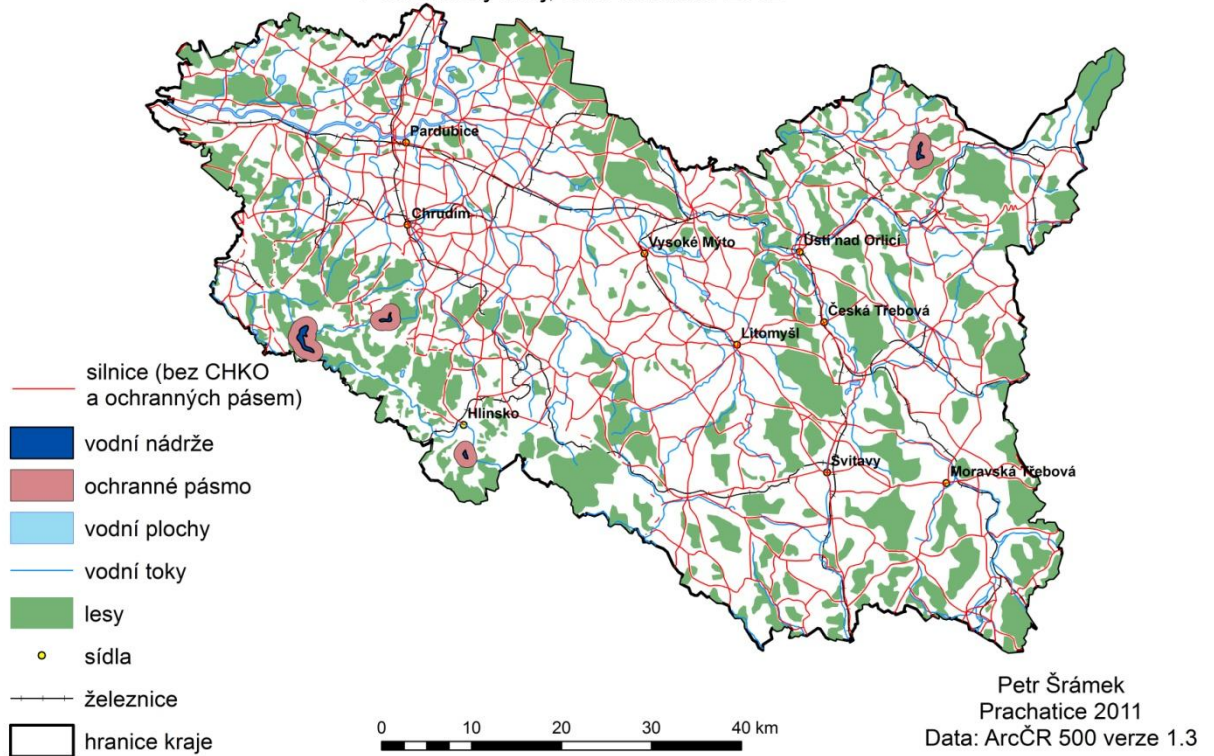 Pardubice
Chrudim
Vysoké Mýto
Ústí nad Orlicí
Česká Třebová
Litomyšl
Hlinsko
Svitavy
Moravská Třebová
silnice (bez CHKO
a ochranných pásem)
vodní nádrže
ochranné pásmo
vodní plochy
vodní toky
lesy
sídla
železnice
hranice kraje
0 10 20 30 40 km
Petr Šrámek
Prachatice 2011
Data: ArcČR 500 verze 1.3